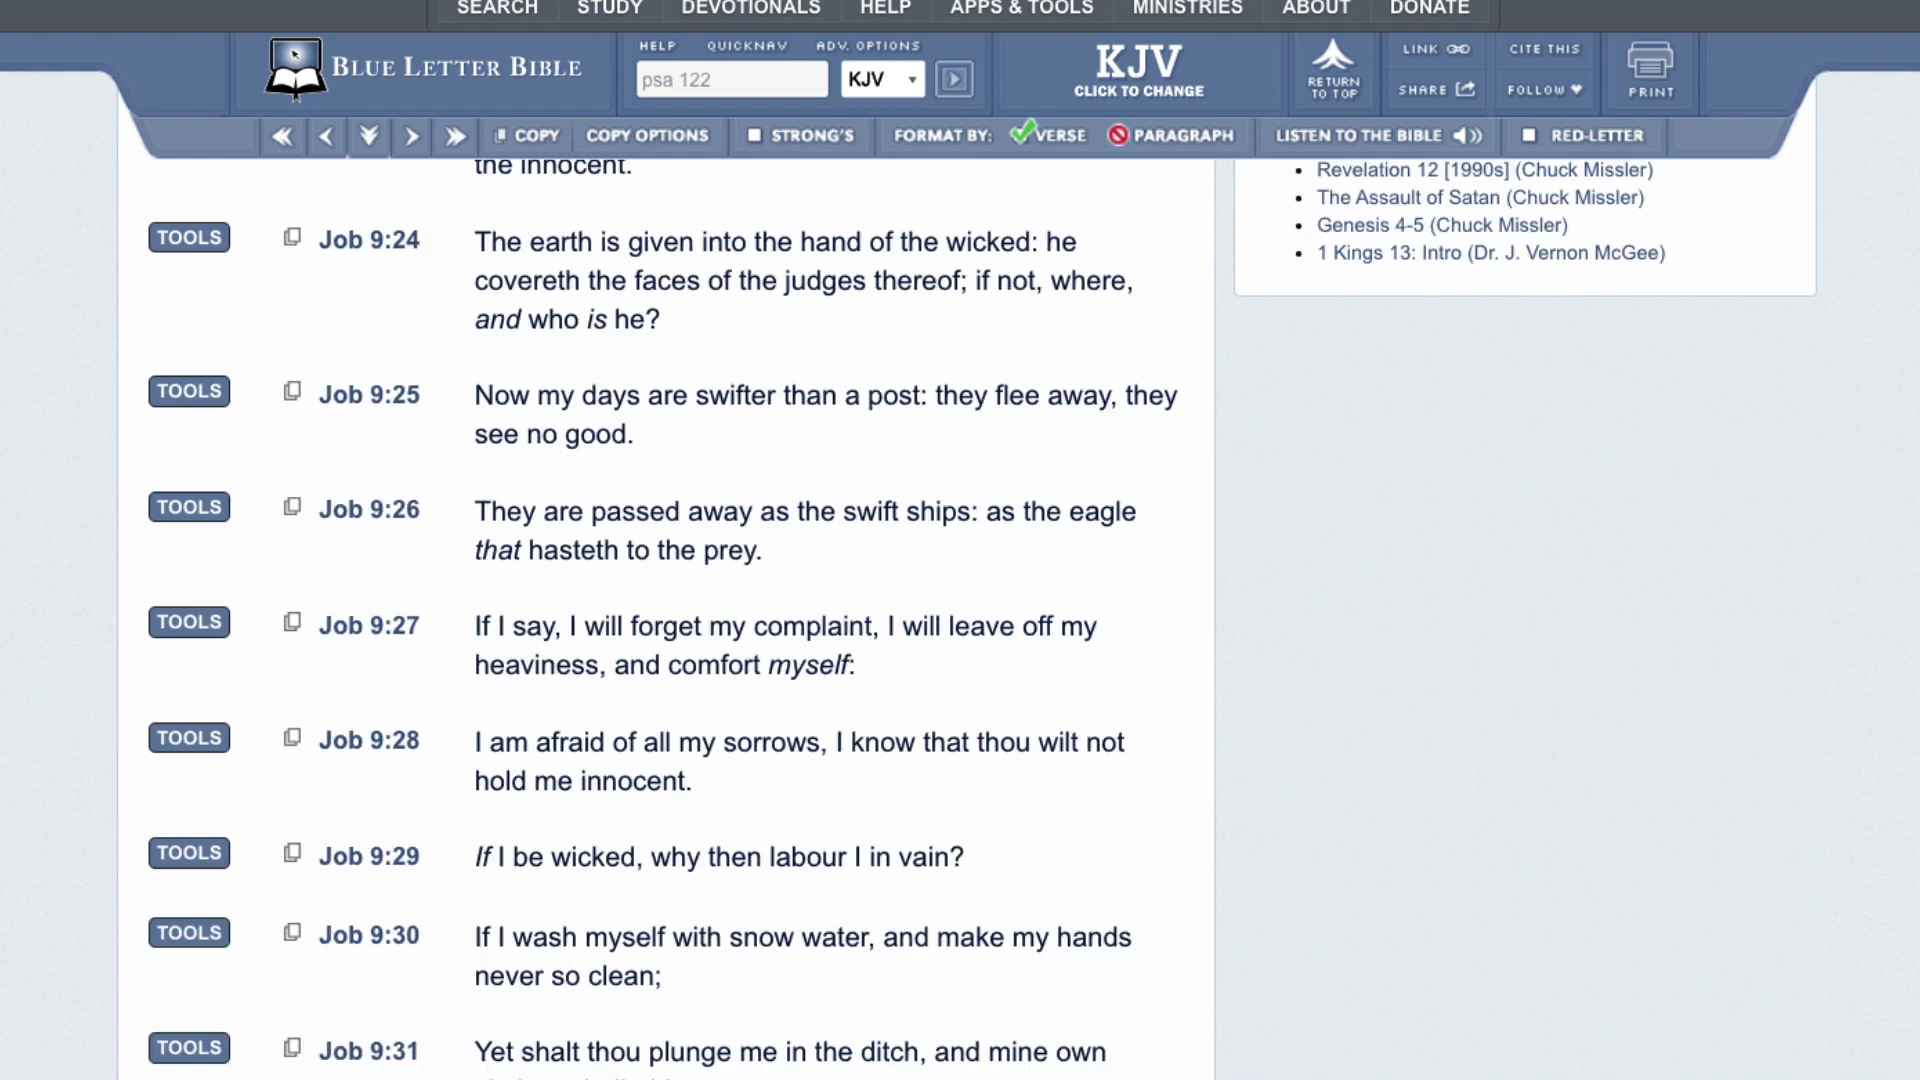 SEARCH STUDY DEVOTIONALS HELP APPS & TOOLS MINISTRIES ABOUT DONATE
BLUE LETTER BIBLE
HELP QUICKNAV ADV. OPTIONS
psa 122 KJV
KJV
CLICK TO CHANGE
RETURN
TO TOP
LINK
SHARE
CITE THIS
FOLLOW
PRINT
COPY COPY OPTIONS STRONG'S FORMAT BY: VERSE PARAGRAPH LISTEN TO THE BIBLE RED-LETTER
the innocent.
TOOLS Job 9:24 The earth is given into the hand of the wicked: he
covereth the faces of the judges thereof; if not, where,
and who is he?
TOOLS Job 9:25 Now my days are swifter than a post: they flee away, they
see no good.
TOOLS Job 9:26 They are passed away as the swift ships: as the eagle
that hasteth to the prey.
TOOLS Job 9:27 If I say, I will forget my complaint, I will leave off my
heaviness, and comfort myself:
TOOLS Job 9:28 I am afraid of all my sorrows, I know that thou wilt not
hold me innocent.
TOOLS Job 9:29 If I be wicked, why then labour I in vain?
TOOLS Job 9:30 If I wash myself with snow water, and make my hands
never so clean;
TOOLS Job 9:31 Yet shalt thou plunge me in the ditch, and mine own
Revelation 12 [1990s] (Chuck Missler)
The Assault of Satan (Chuck Missler)
Genesis 4-5 (Chuck Missler)
1 Kings 13: Intro (Dr. J. Vernon McGee)